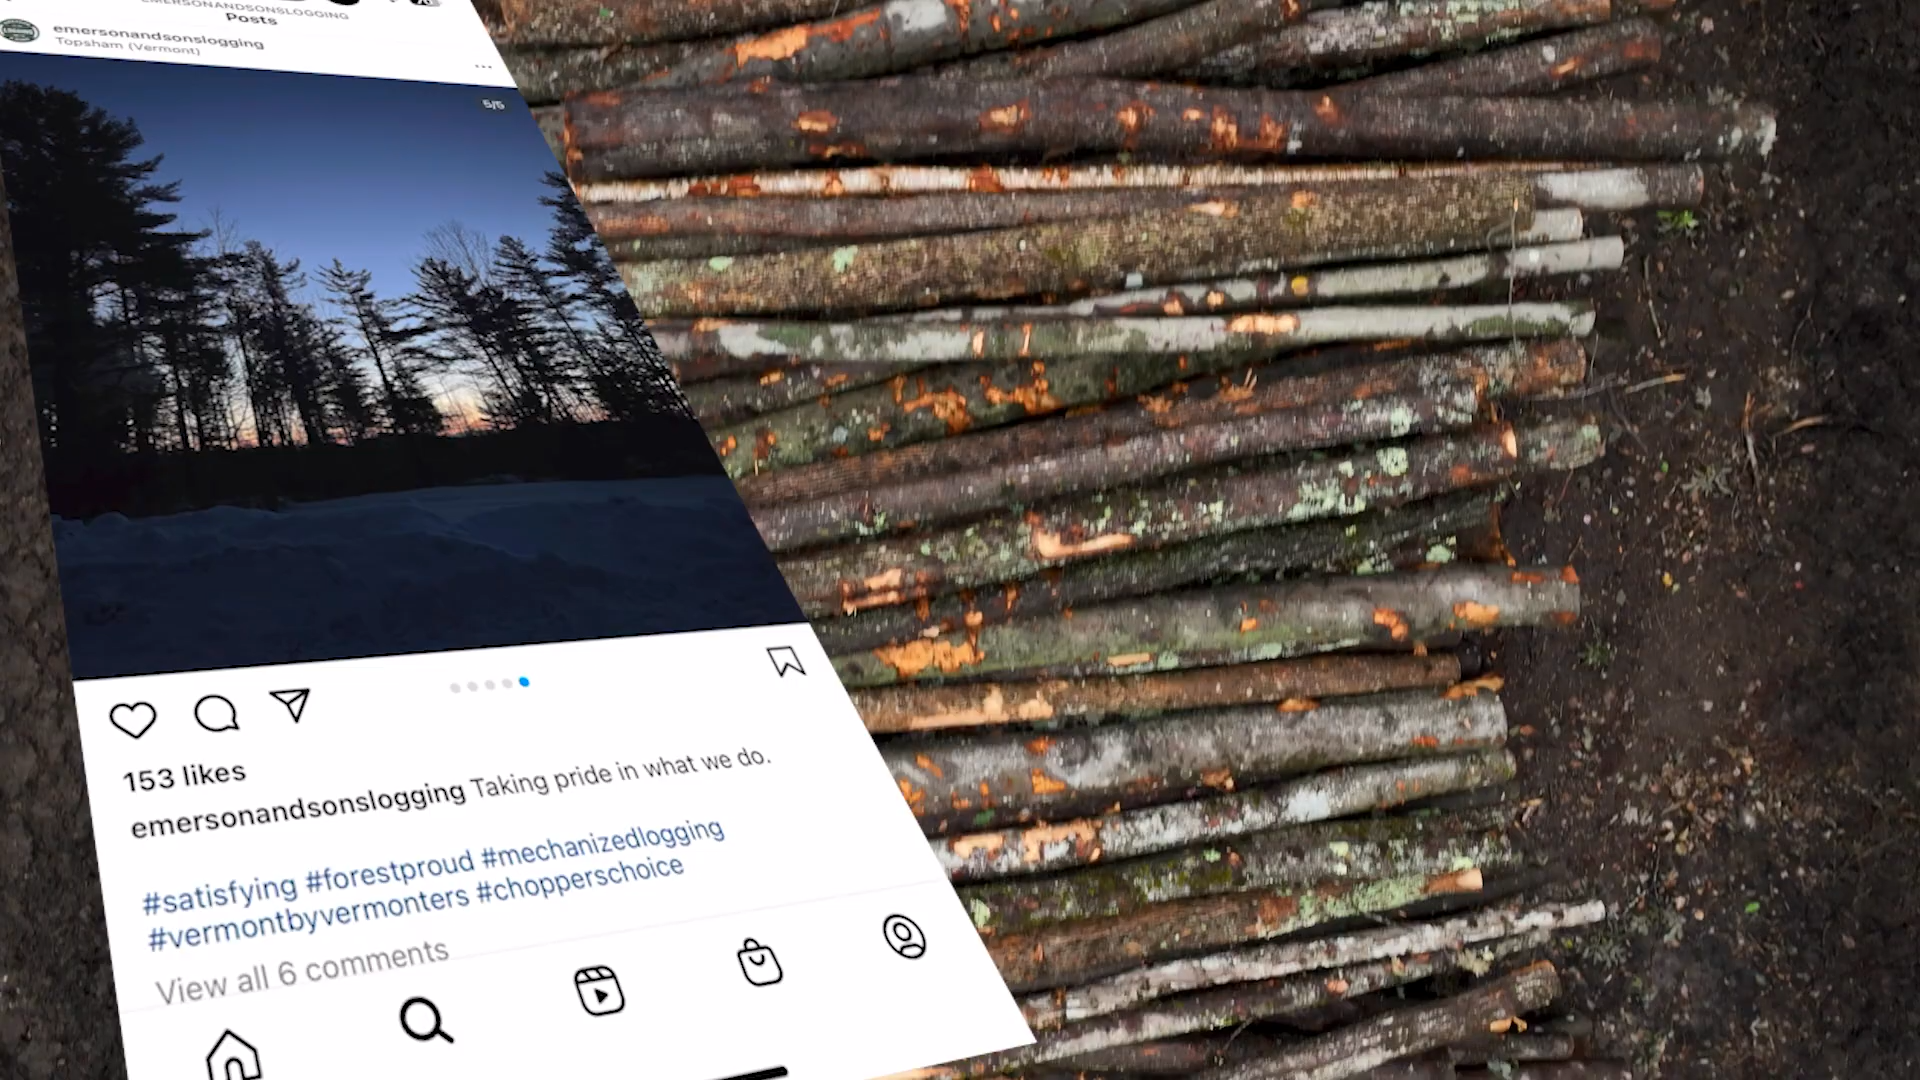 EMERSONANDSONSLOGGING
Posts
emersonandsonslogging
Topsham (Vermont)
5/5
153 likes
emersonandsonslogging Taking pride in what we do.
#satisfying #forestproud #mechanizedlogging
#vermontbyvermonters #chopperschoice
View all 6 comments